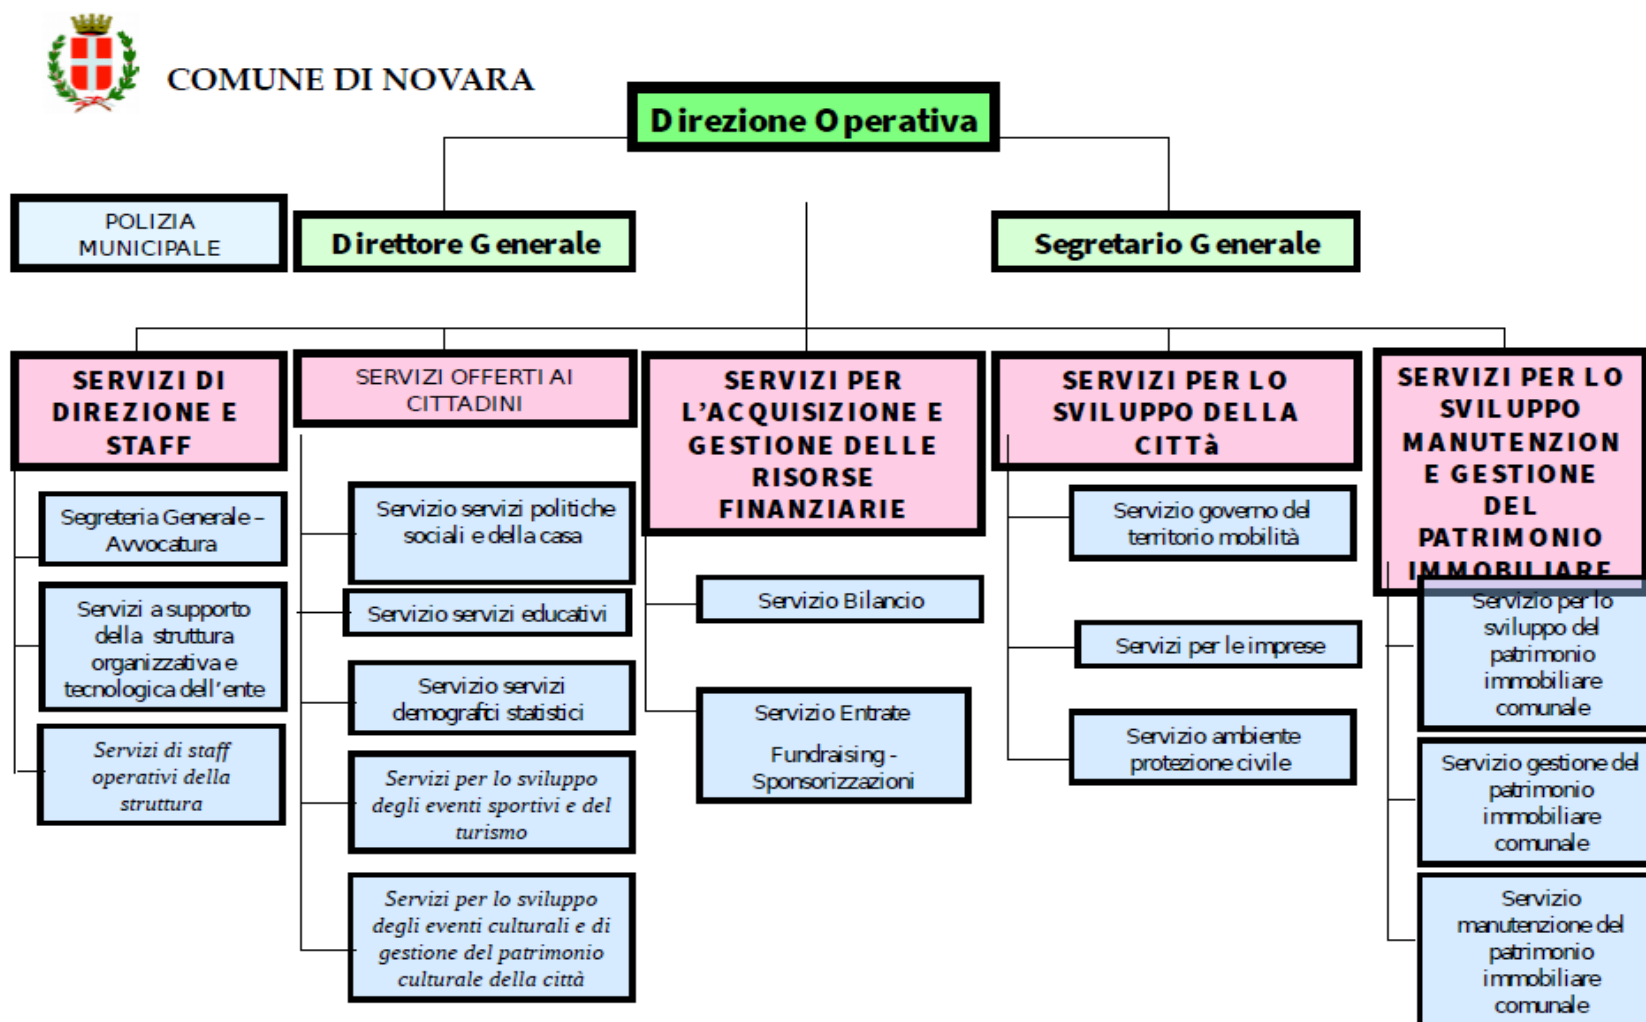 COMUNE DI NOVARA
Direzione Operativa
POLIZIA
MUNICIPALE
Direttore Generale
Segretario Generale
SERVIZI DI
DIREZIONE E
STAFF
Segreteria Generale –
Avvocatura
Servizi a supporto
della struttura
organizzativa e
tecnologica dell'ente
Servizi di staff
operativi della
struttura
SERVIZI OFFERTI AI
CITTADINI
Servizio servizi politiche
sociali e della casa
Servizio servizi educativi
Servizio servizi
demografici statistici
Servizi per lo sviluppo
degli eventi sportivi e del
turismo
Servizi per lo sviluppo
degli eventi culturali e di
gestione del patrimonio
culturale della città
SERVIZI PER
L'ACQUISIZIONE E
GESTIONE DELLE
RISORSE
FINANZIARIE
Servizio Bilancio
Servizio Entrate
Fundraising -
Sponsorizzazioni
SERVIZI PER LO
SVILUPPO DELLA
CITTà
Servizio governo del
territorio mobilità
Servizi per le imprese
Servizio ambiente
protezione civile
SERVIZI PER LO
SVILUPPO
MANUTENZION
E GESTIONE
DEL
PATRIMONIO
IMMOBILIARE
Servizio per lo
sviluppo del
patrimonio
immobiliare
comunale
Servizio gestione del
patrimonio
immobiliare
comunale
Servizio
manutenzione del
patrimonio
immobiliare
comunale